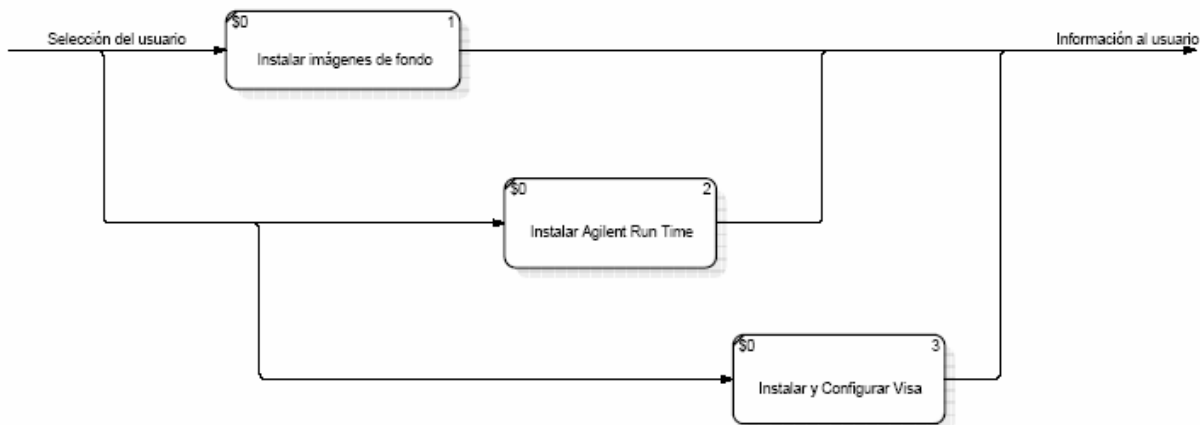 $0 1
Selección del usuario
Instalar imágenes de fondo
Información al usuario
$0 2
Instalar Agilent Run Time
$0 3
Instalar y Configurar Visa